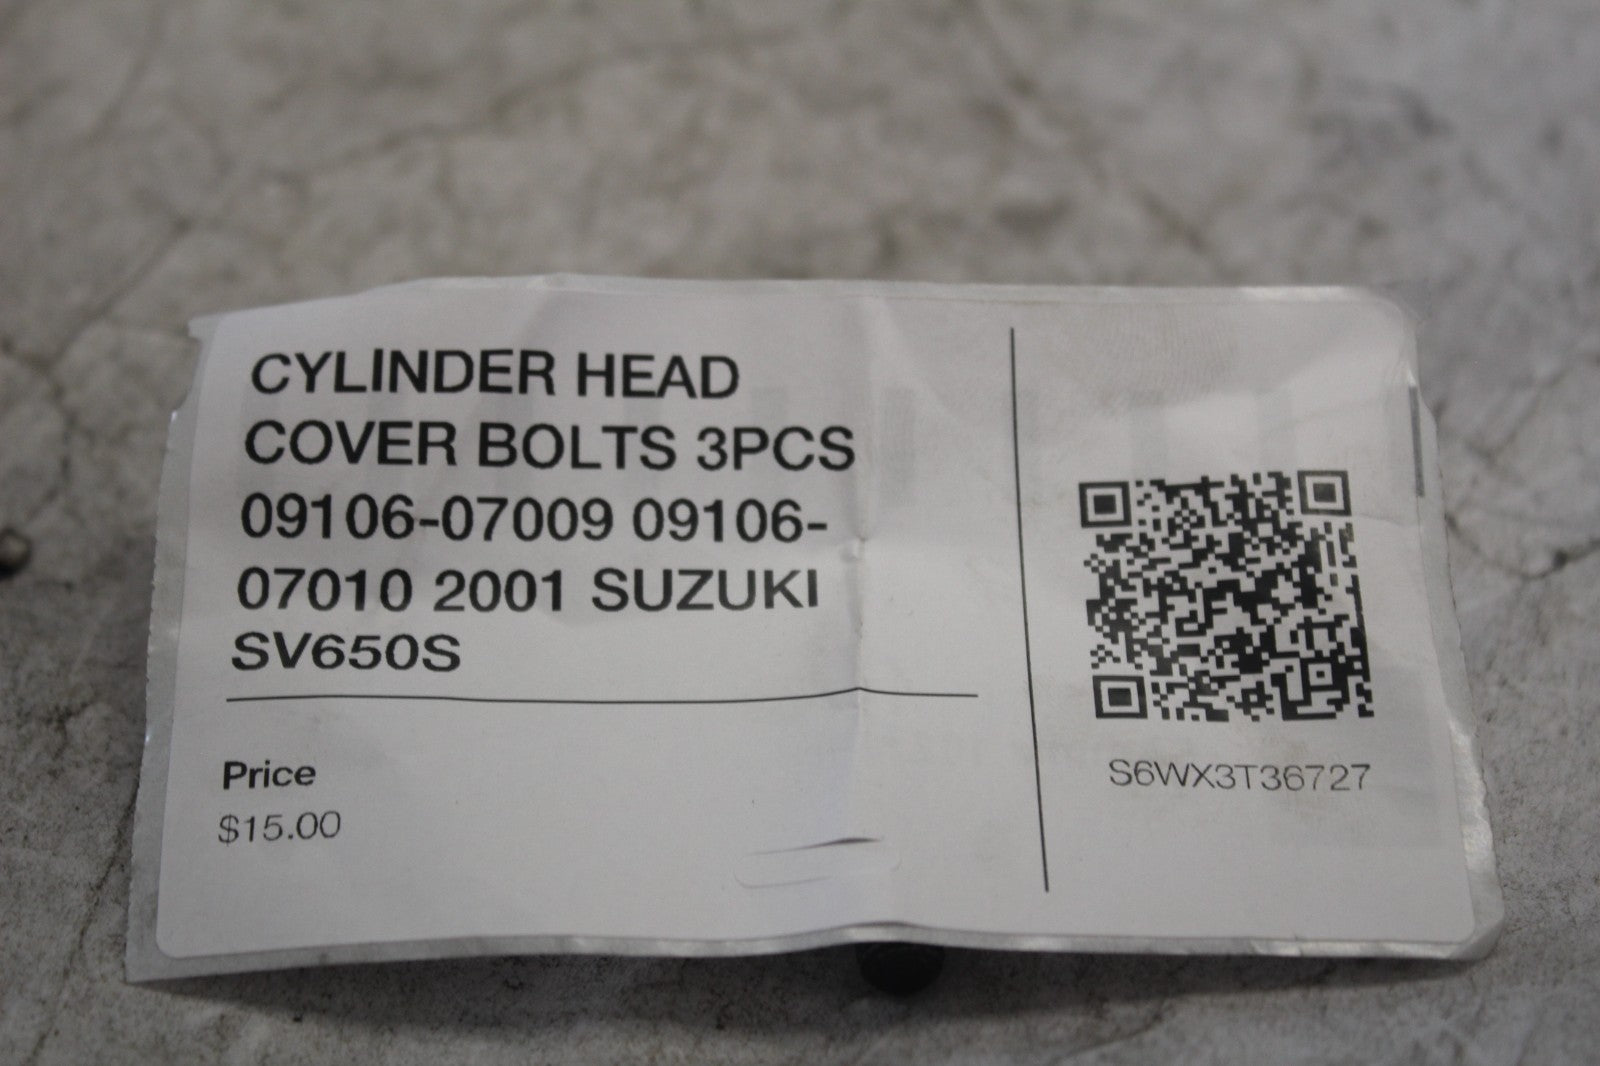 CYLINDER HEAD
COVER BOLTS 3PCS
09106-07009 09106-
07010 2001 SUZUKI
SV650S
Price
$15.00
S6WX3T36727